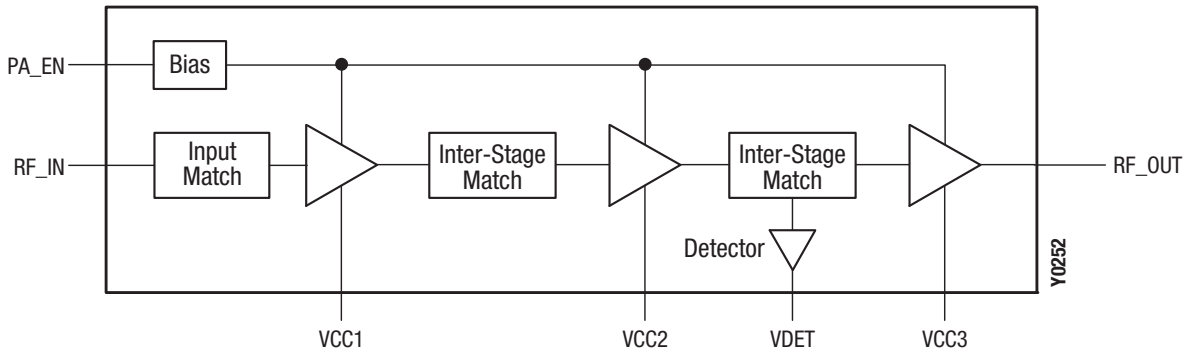 PA_EN
Bias
RF_IN
Input
Match
Inter-Stage
Match
Inter-Stage
Match
RF_OUT
Detector
Y0252
VCC1
VCC2
VDET
VCC3